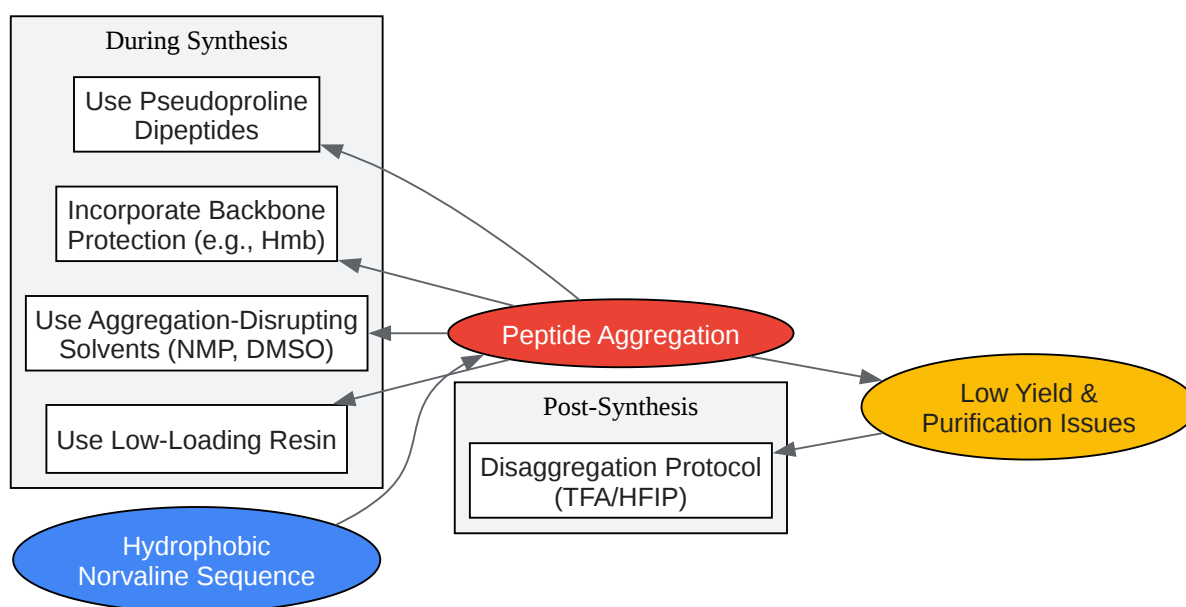 During Synthesis
Use Pseudoproline
Dipeptides
Incorporate Backbone
Protection (e.g., Hmb)
Use Aggregation-Disrupting
Solvents (NMP, DMSO)
Use Low-Loading Resin
Peptide Aggregation
Post-Synthesis
Disaggregation Protocol
(TFA/HFIP)
Low Yield &
Purification Issues
Hydrophobic
Norvaline Sequence